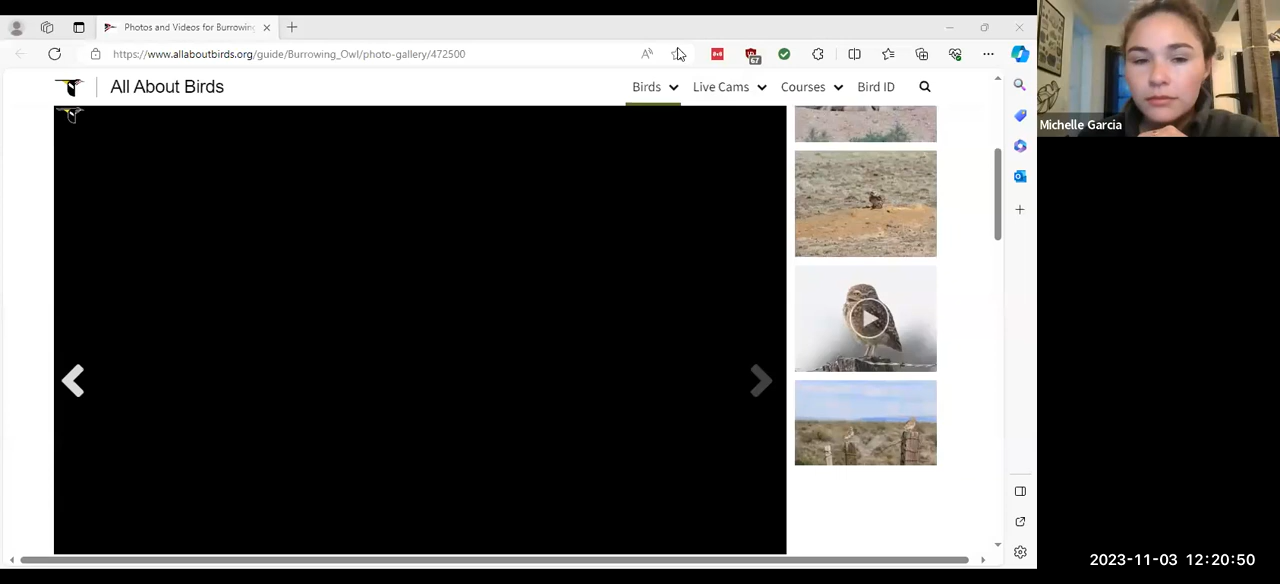 Photos and Videos for Burrowing
https://www.allaboutbirds.org/guide/Burrowing_Owl/photo-gallery/472500
67
All About Birds
Birds
Live Cams
Courses
Bird ID
Michelle Garcia
2023-11-03 12:20:50